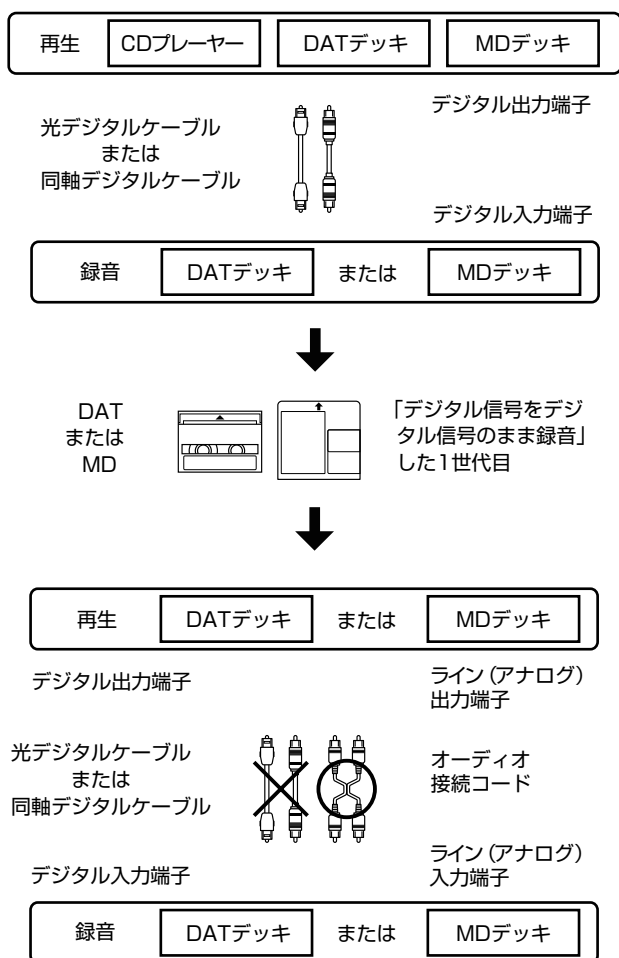 再生 CDプレーヤー DATデッキ MDデッキ
デジタル出力端子
光デジタルケーブル
または
同軸デジタルケーブル
デジタル入力端子
録音 DATデッキ または MDデッキ
DAT
または
MD
「デジタル信号をデジ
タル信号のまま録音」
した1世代目
再生 DATデッキ または MDデッキ
デジタル出力端子
ライン(アナログ)
出力端子
光デジタルケーブル
または
同軸デジタルケーブル
オーディオ
接続コード
デジタル入力端子
ライン(アナログ)
入力端子
録音 DATデッキ または MDデッキ